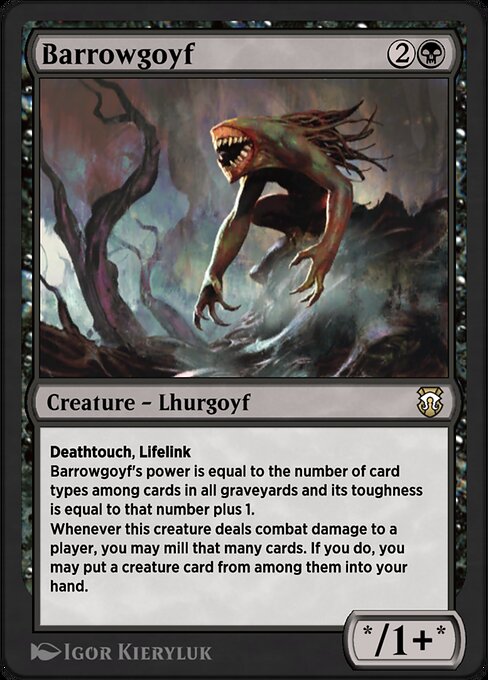 Barrowgoyf 2
Creature – Lhurgoyf
Deathtouch, Lifelink
Barrowgoyf's power is equal to the number of card
types among cards in all graveyards and its toughness
is equal to that number plus 1.
Whenever this creature deals combat damage to a
player, you may mill that many cards. If you do, you
may put a creature card from among them into your
hand.
*/1+*
Igor Kieryluk